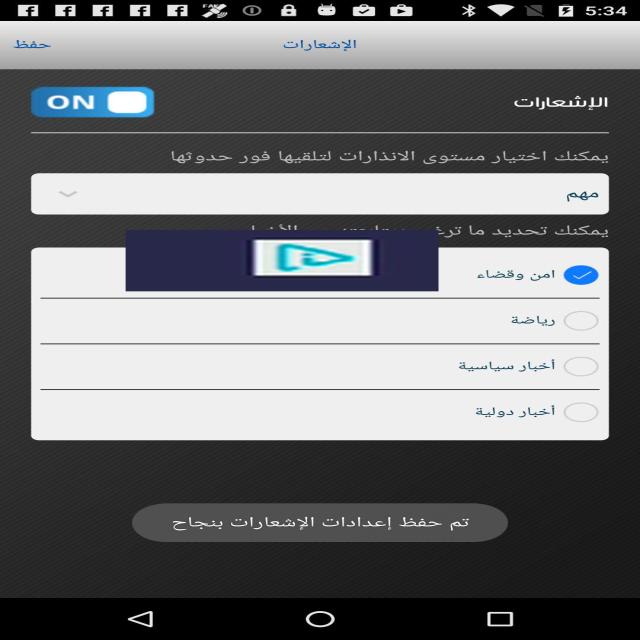 5:34
حفظ
الإشعارات
الإشعارات
ON
يمكنك اختيار مستوى الانذارات لتلقيها فور حدوثها
مهم
يمكنك تحديد ما
امن وقضاء
رياضة
أخبار سياسية
أخبار دولية
تم حفظ إعدادات الإشعارات بنجاح